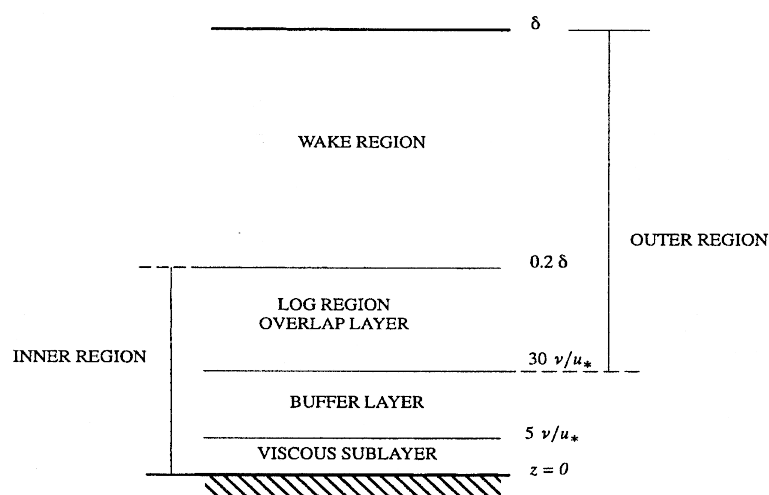 δ
WAKE REGION
OUTER REGION
0.2 δ
LOG REGION
OVERLAP LAYER
INNER REGION
30 ν/u*
BUFFER LAYER
5 ν/u*
VISCOUS SUBLAYER
z = 0